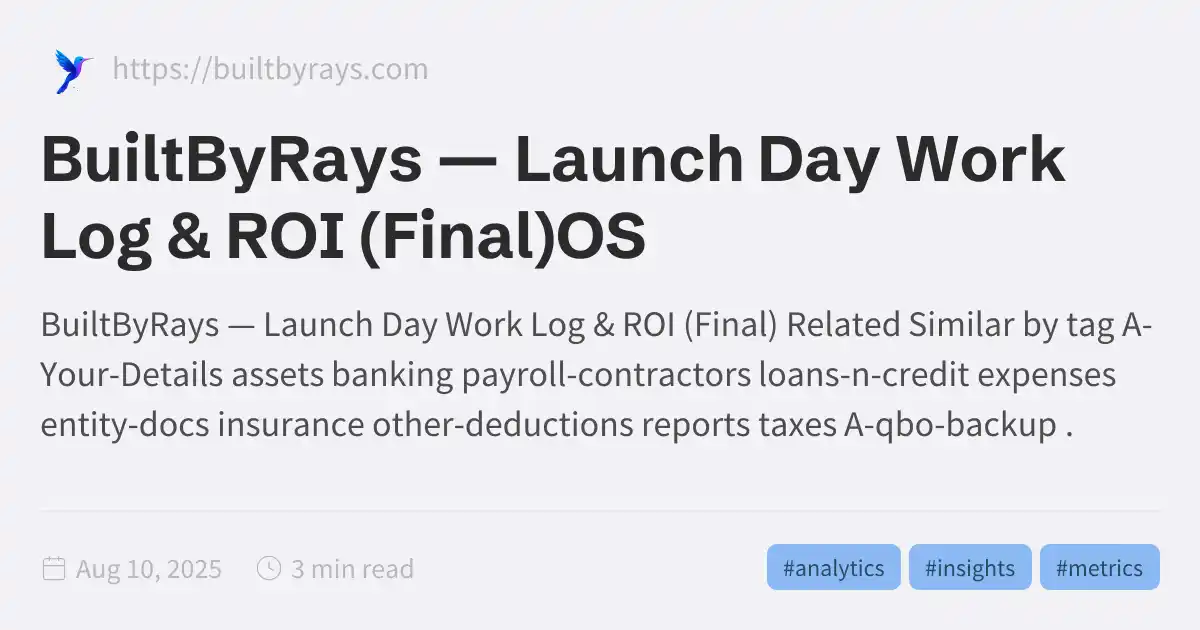 https://builtbyrays.com
BuiltByRays — Launch Day Work
Log & ROI (Final)OS
BuiltByRays — Launch Day Work Log & ROI (Final) Related Similar by tag A-
Your-Details assets banking payroll-contractors loans-n-credit expenses
entity-docs insurance other-deductions reports taxes A-qbo-backup .
Aug 10, 2025 3 min read #analytics #insights #metrics